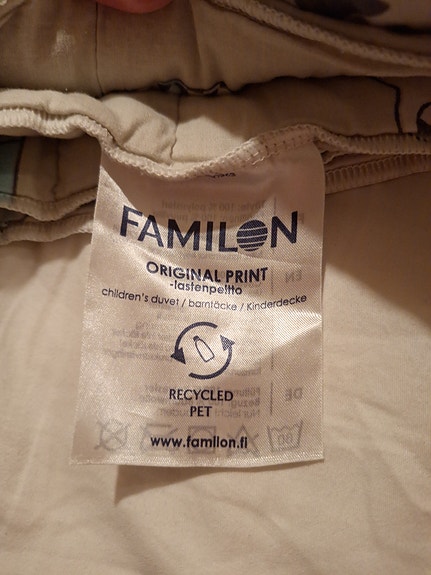 FAMILON
ORIGINAL PRINT
-lastenpeitto
children's duvet / barntäcke / Kinderdecke
RECYCLED
PET
www.familon.fi